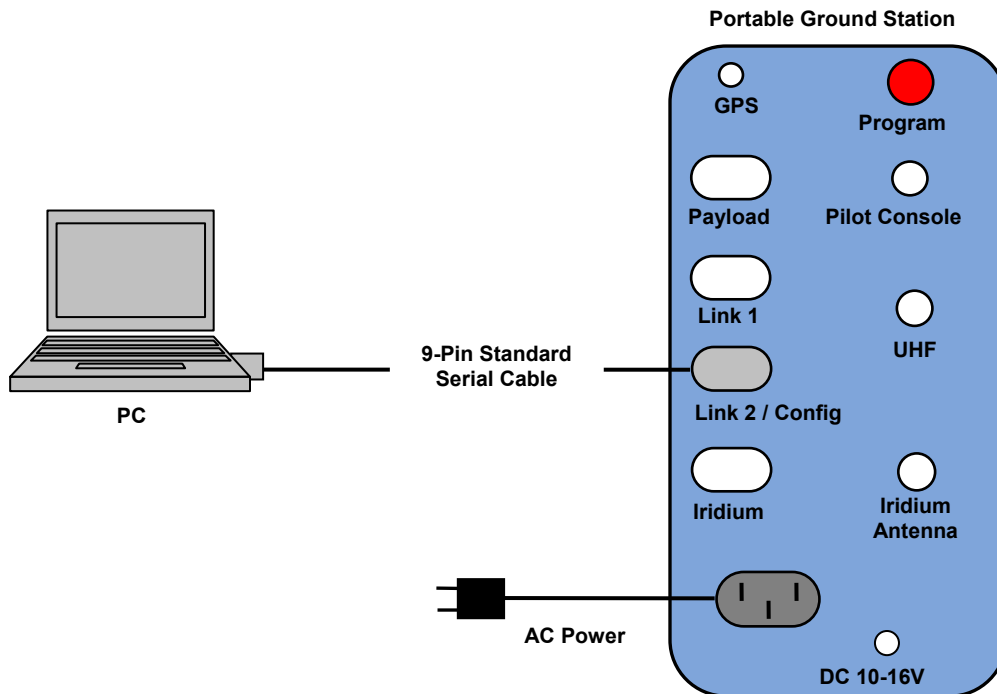 Portable Ground Station
GPS
Program
Payload
Pilot Console
Link 1
UHF
9-Pin Standard
Serial Cable
PC
Link 2 / Config
Iridium
Iridium
Antenna
AC Power
DC 10-16V